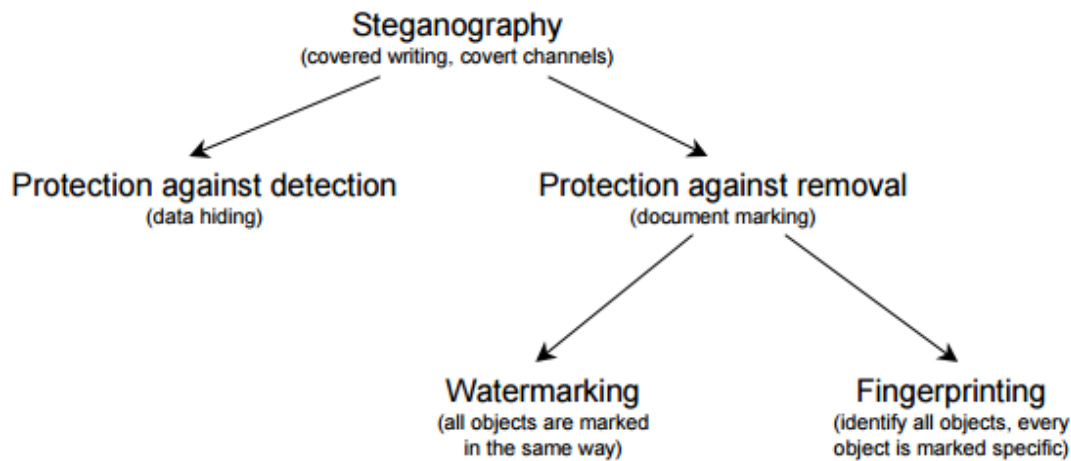 Steganography
(covered writing, covert channels)
Protection against detection
(data hiding)
Protection against removal
(document marking)
Watermarking
(all objects are marked
in the same way)
Fingerprinting
(identify all objects, every
object is marked specific)